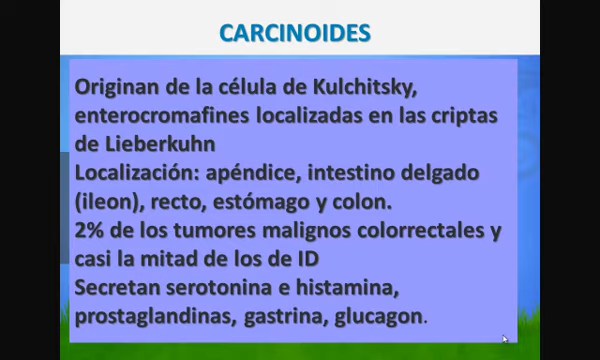 CARCINOIDES
Originan de la célula de Kulchitsky,
enterocromafines localizadas en las criptas
de Lieberkuhn
Localización: apéndice, intestino delgado
(ileon), recto, estómago y colon.
2% de los tumores malignos colorrectales y
casi la mitad de los de ID
Secretan serotonina e histamina,
prostaglandinas, gastrina, glucagon.